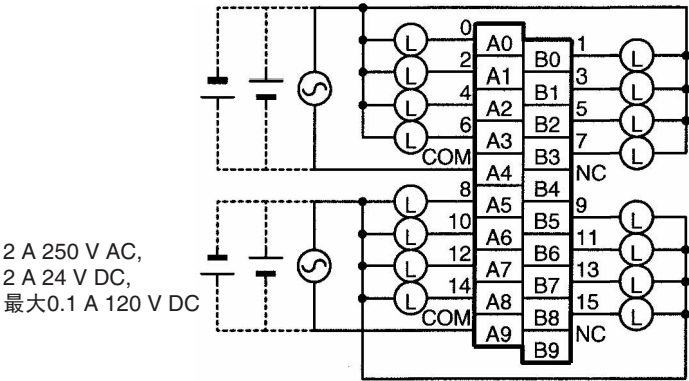 0
L
A0
1
B0
L
2
L
A1
3
B1
L
4
L
A2
5
B2
L
6
L
A3
7
B3
L
COM
A4
NC
B4
8
L
A5
9
B5
L
10
L
A6
11
B6
L
12
L
A7
13
B7
L
14
L
A8
15
B8
L
COM
A9
NC
B9
2 A 250 V AC,
2 A 24 V DC,
最大0.1 A 120 V DC